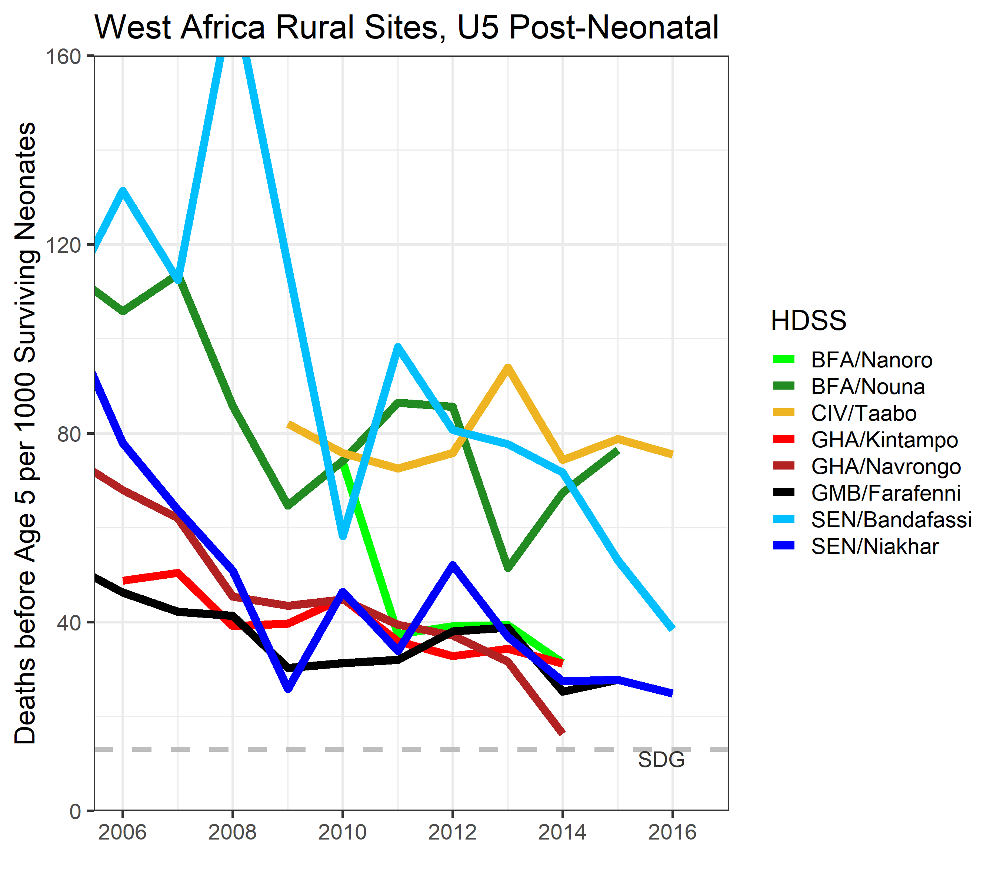 West Africa Rural Sites, U5 Post-Neonatal
Deaths before Age 5 per 1000 Surviving Neonates
160
120
80
40
0
2006
2008
2010
2012
2014
2016
SDG
HDSS
BFA/Nanoro
BFA/Nouna
CIV/Taabo
GHA/Kintampo
GHA/Navrongo
GMB/Farafenni
SEN/Bandafassi
SEN/Niakhar